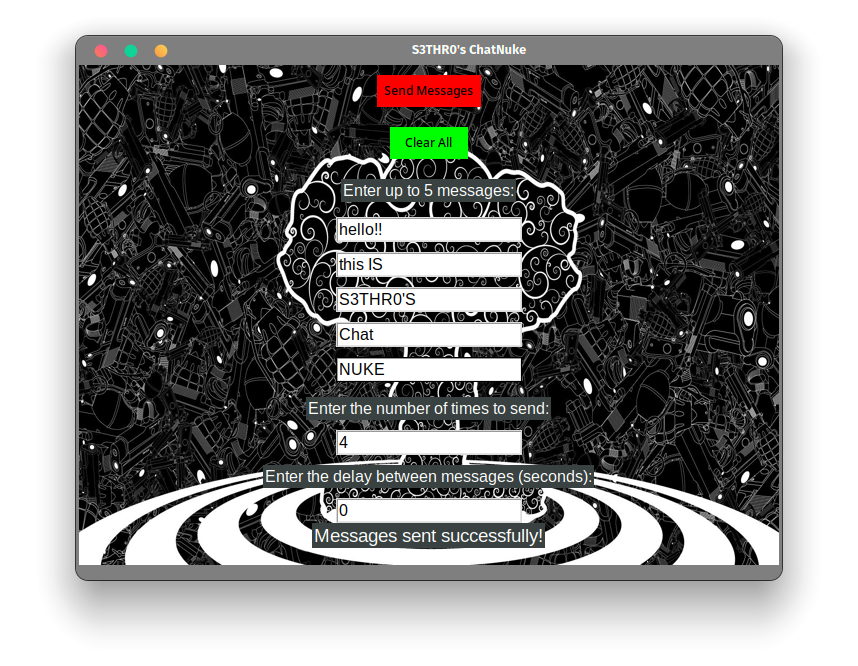 S3THR0's ChatNuke
Send Messages
Clear All
Enter up to 5 messages:
hello!!
this IS
S3THR0'S
Chat
NUKE
Enter the number of times to send:
4
Enter the delay between messages (seconds):
0
Messages sent successfully!